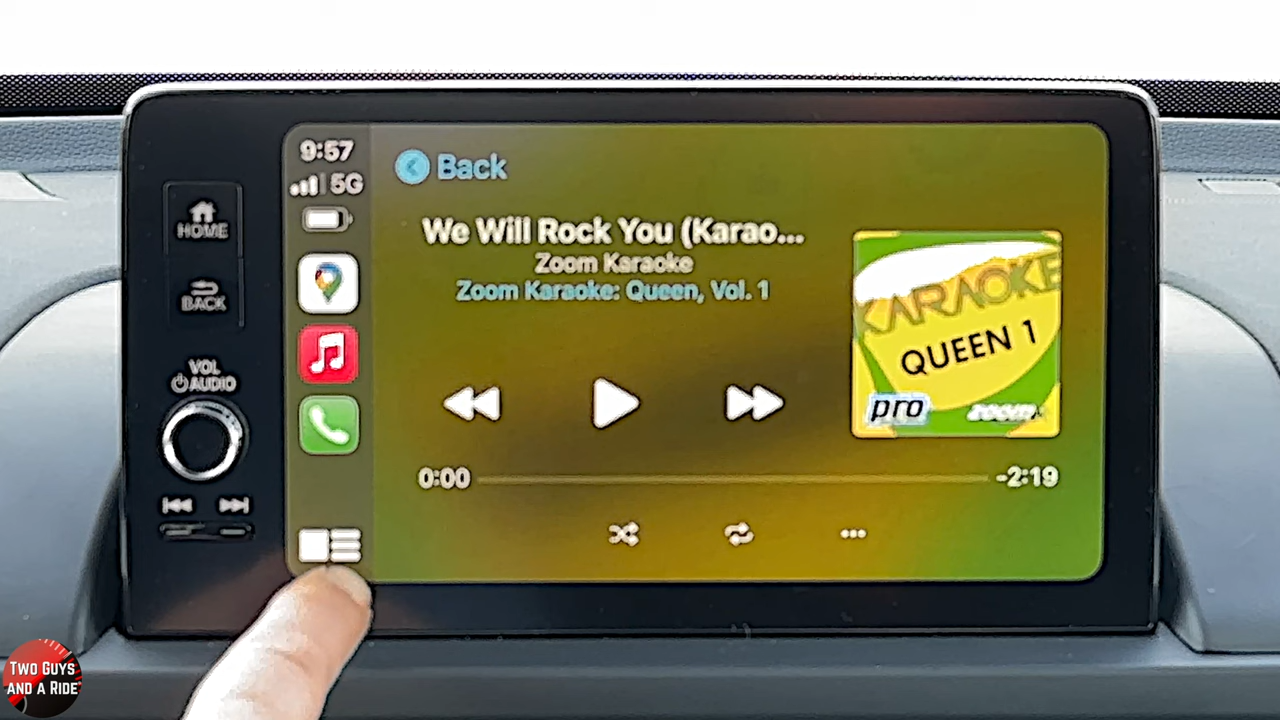 HOME
BACK
VOL
AUDIO
9:57
5G
Back
We Will Rock You (Karao...
Zoom Karaoke
Zoom Karaoke: Queen, Vol. 1
KARAOKE
QUEEN 1
pro
zoom
0:00
-2:19
TWO GUYS
AND A RIDE